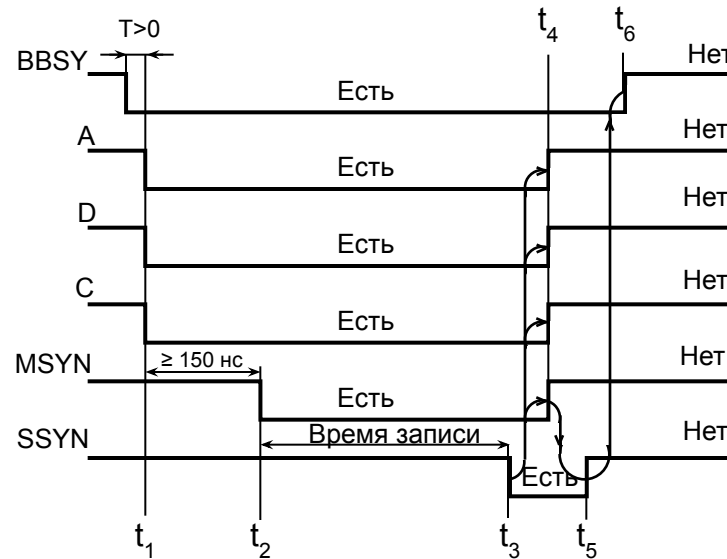 T>0
t₄
t₆
BBSY
Есть
Нет
A
Есть
Нет
D
Есть
Нет
C
Есть
Нет
≥ 150 нс
MSYN
Есть
Нет
SSYN
Время записи
Нет
Есть
t₁
t₂
t₃
t₅